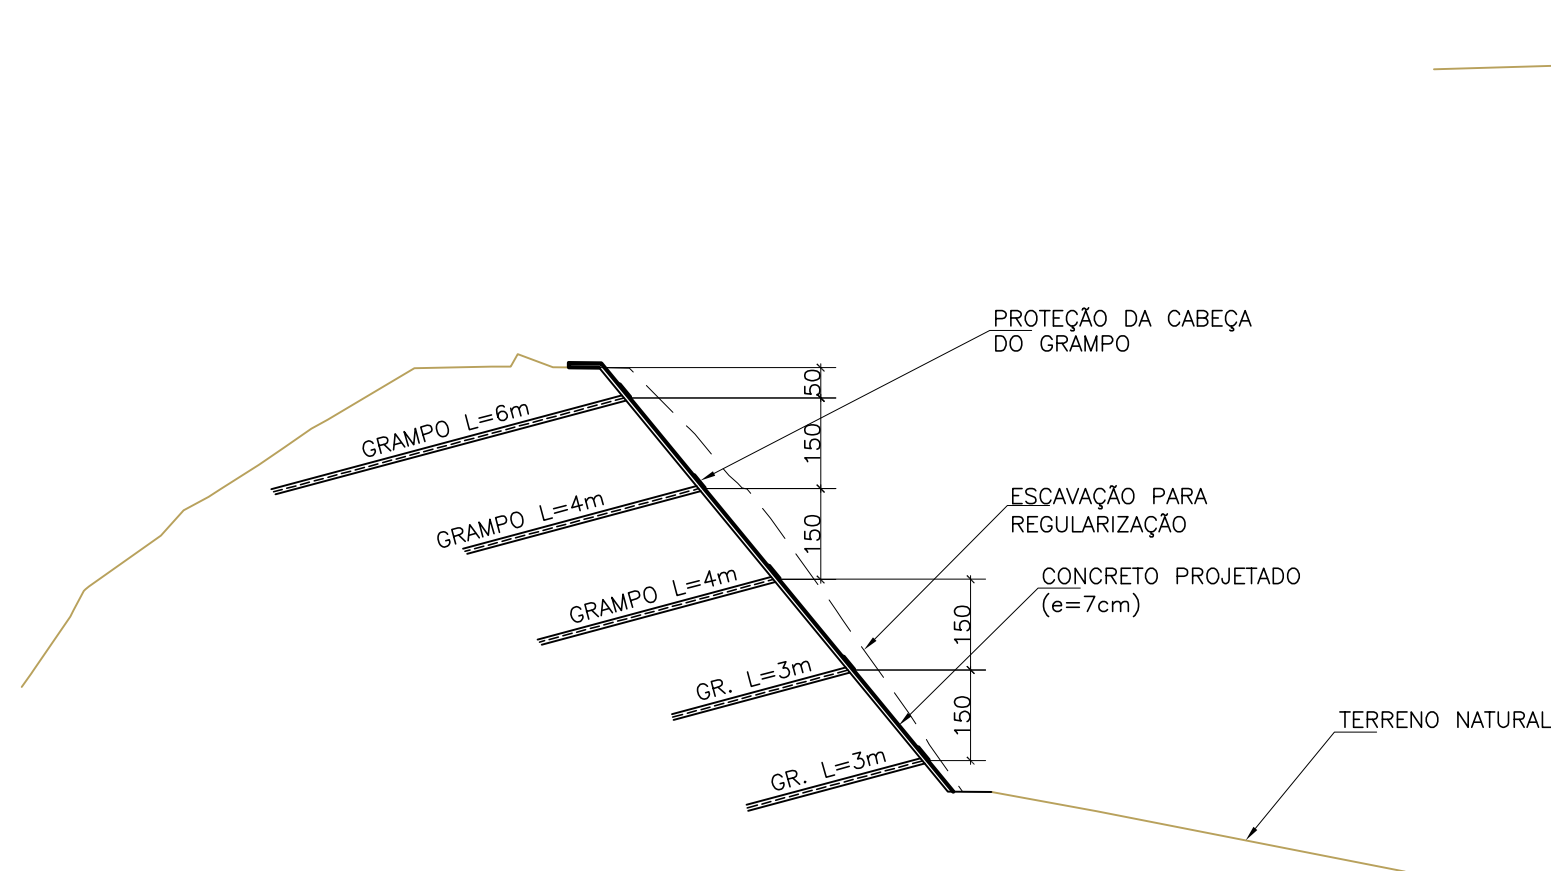 PROTEÇÃO DA CABEÇA
DO GRAMPO
50
GRAMPO L=6m
150
ESCAVAÇÃO PARA
REGULARIZAÇÃO
GRAMPO L=4m
150
CONCRETO PROJETADO
(e=7cm)
GRAMPO L=4m
150
GR. L=3m
150
TERRENO NATURAL
GR. L=3m